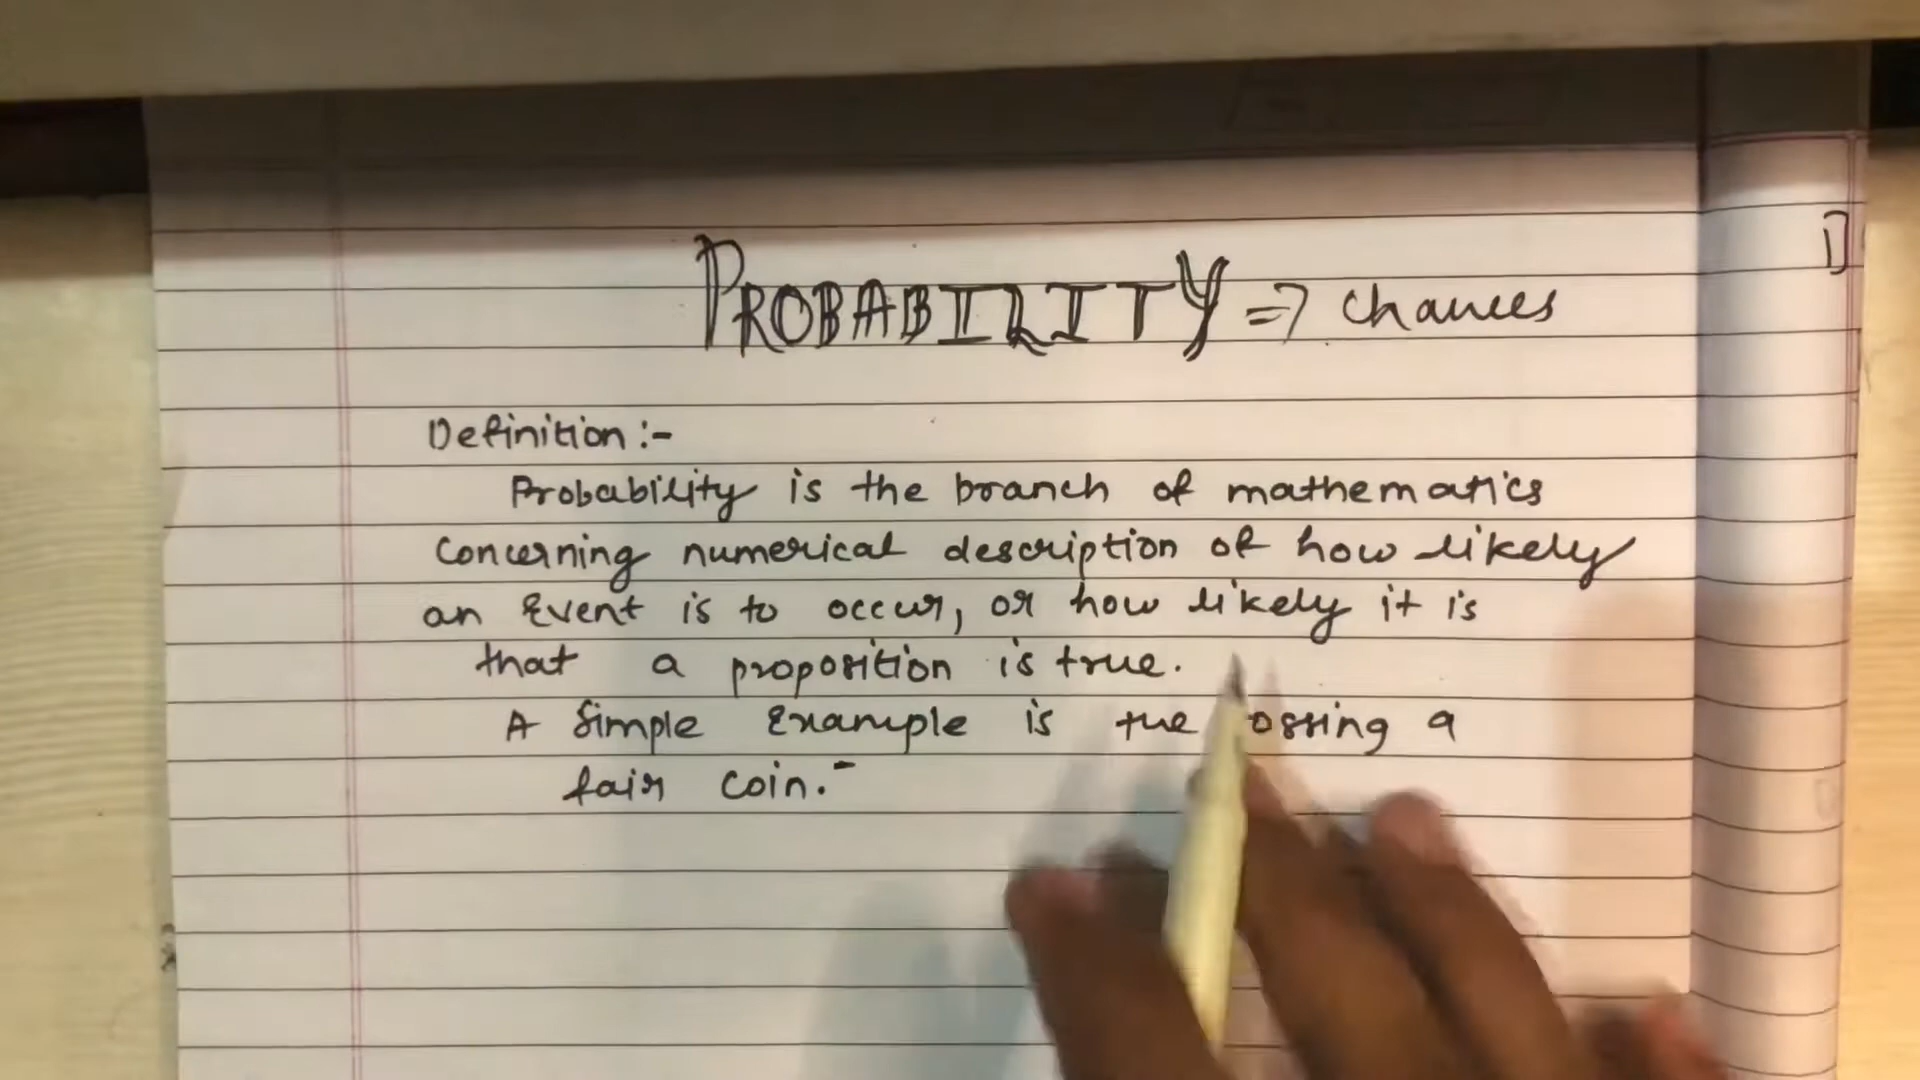 PROBABILITY => Chances
Definition :-
Probability is the branch of mathematics
Concerning numerical description of how likely
an Event is to occur, or how likely it is
that a proposition is true.
A Simple Example is the ossing a
fair coin.-